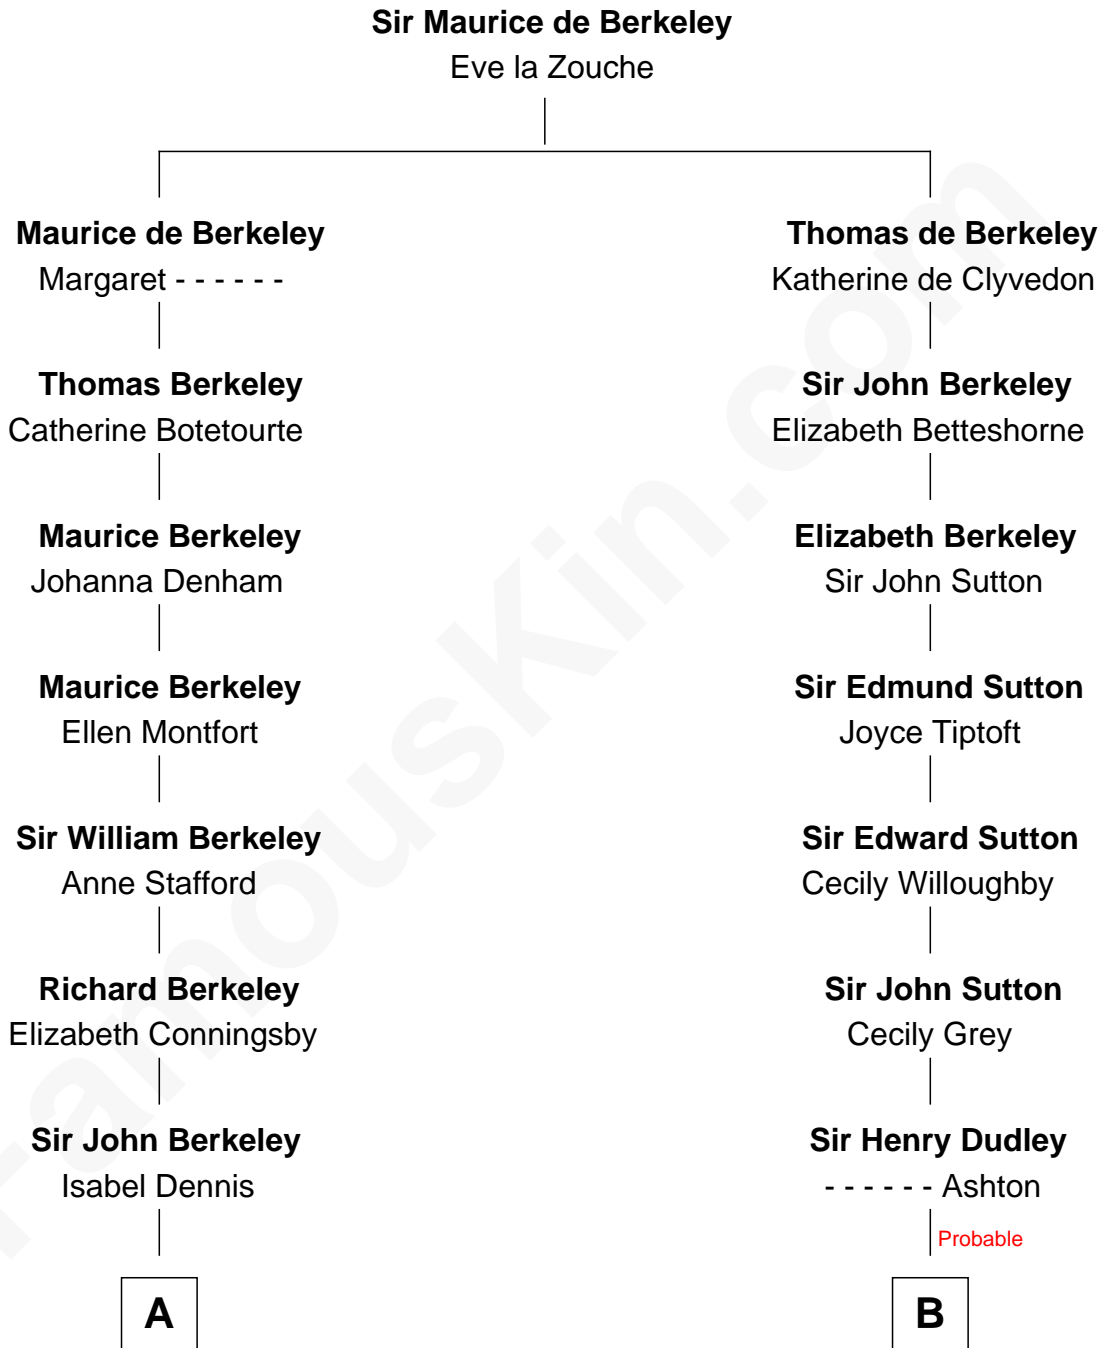 Sir Maurice de Berkeley
Eve la Zouche
Maurice de Berkeley
Margaret - - - - - -
Thomas Berkeley
Catherine Botetourte
Maurice Berkeley
Johanna Denham
Maurice Berkeley
Ellen Montfort
Sir William Berkeley
Anne Stafford
Richard Berkeley
Elizabeth Conningsby
Sir John Berkeley
Isabel Dennis
A
Thomas de Berkeley
Katherine de Clyvedon
Sir John Berkeley
Elizabeth Betteshorne
Elizabeth Berkeley
Sir John Sutton
Sir Edmund Sutton
Joyce Tiptoft
Sir Edward Sutton
Cecily Willoughby
Sir John Sutton
Cecily Grey
Sir Henry Dudley
- - - - - - Ashton
Probable
B
FamousKin.com